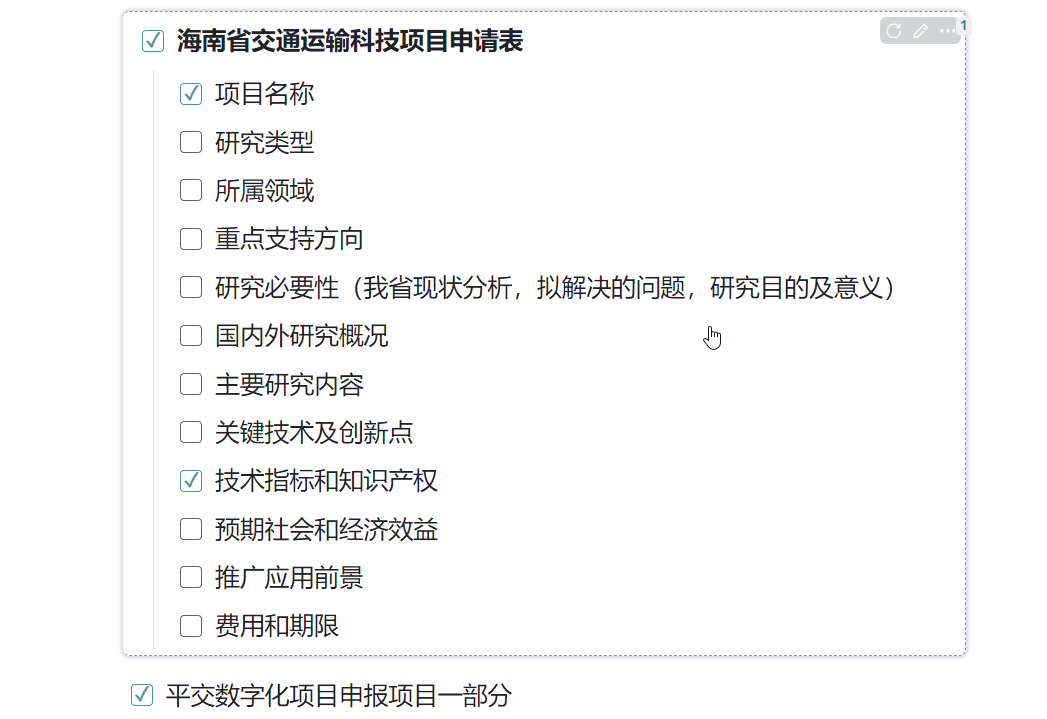 海南省交通运输科技项目申请表
1
项目名称
研究类型
所属领域
重点支持方向
研究必要性（我省现状分析，拟解决的问题，研究目的及意义）
国内外研究概况
主要研究内容
关键技术及创新点
技术指标和知识产权
预期社会和经济效益
推广应用前景
费用和期限
平交数字化项目申报项目一部分